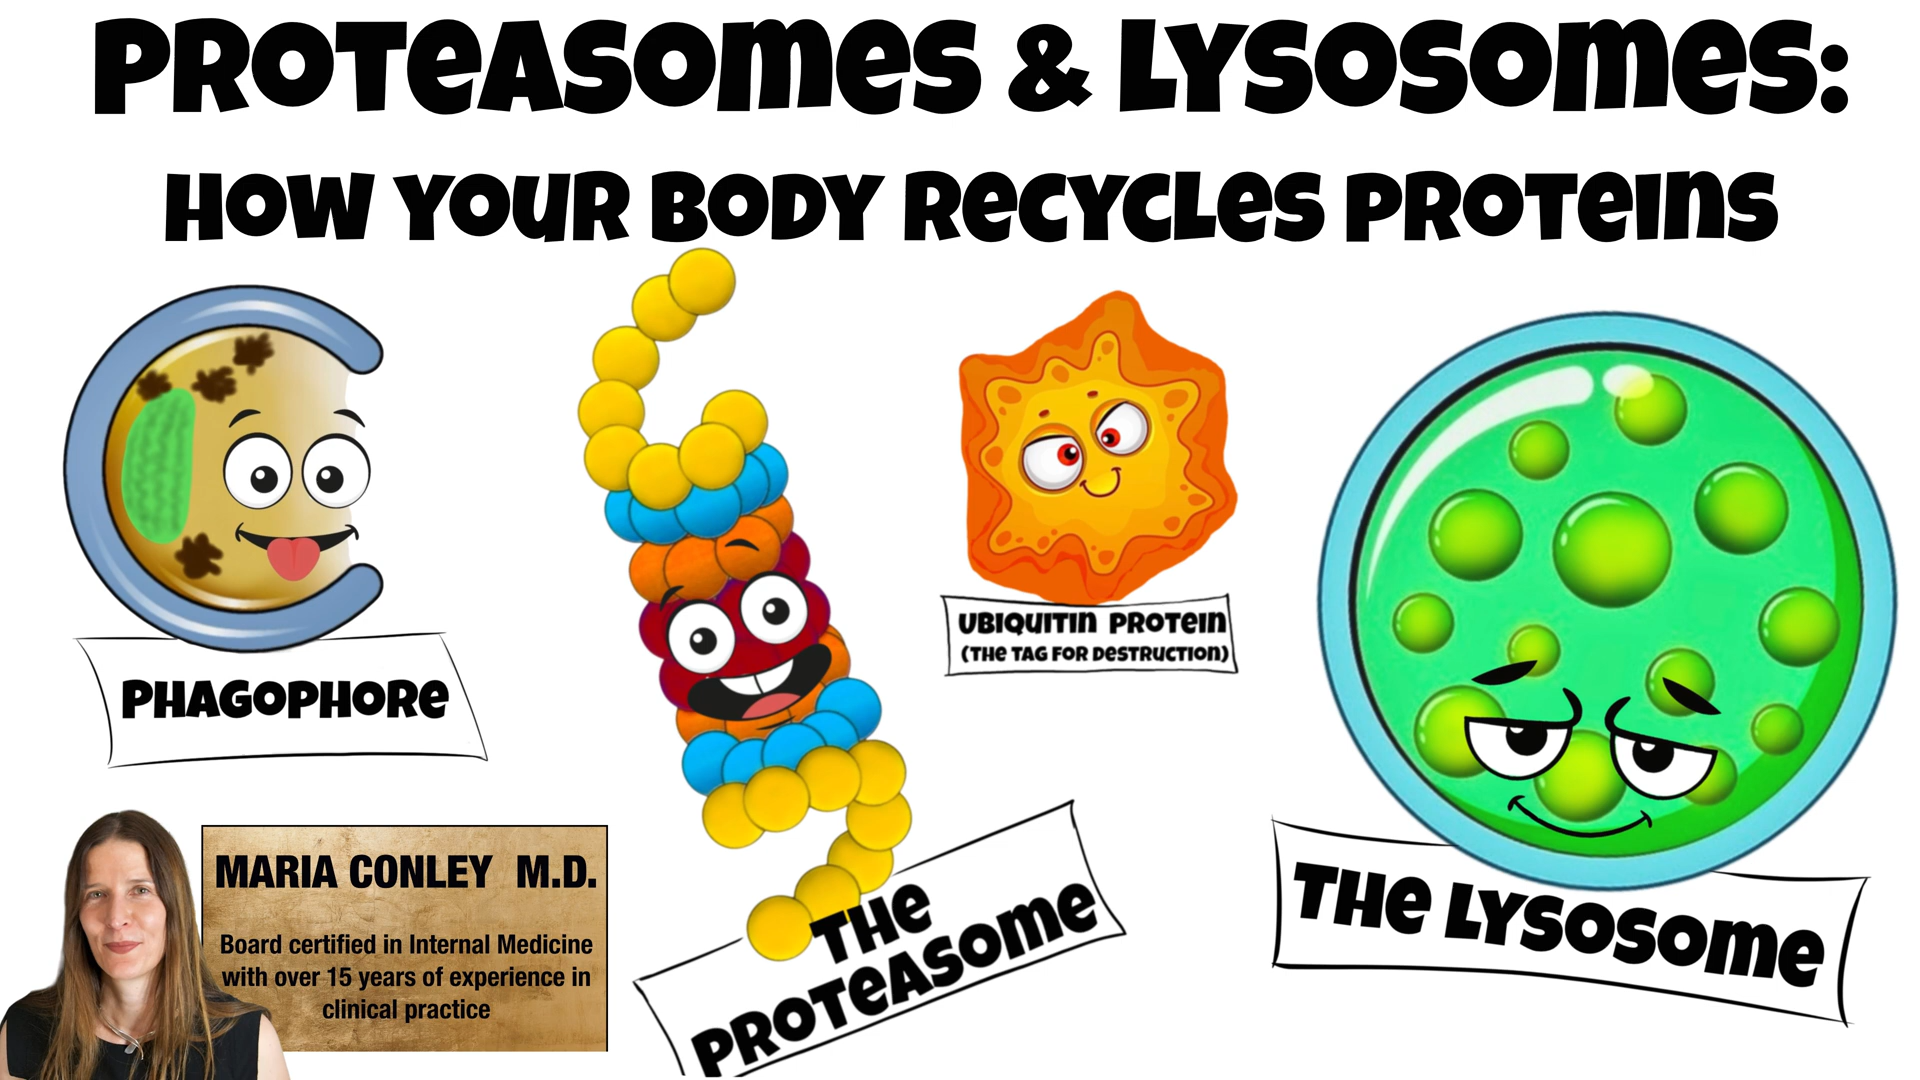 PROTEASOMES & LYSOSOMES:
HOW YOUR BODY RECYCLES PROTEINS
PHAGOPHORE
UBIQUITIN PROTEIN
(THE TAG FOR DESTRUCTION)
THE
PROTEASOME
THE LYSOSOME
MARIA CONLEY M.D.
Board certified in Internal Medicine
with over 15 years of experience in
clinical practice